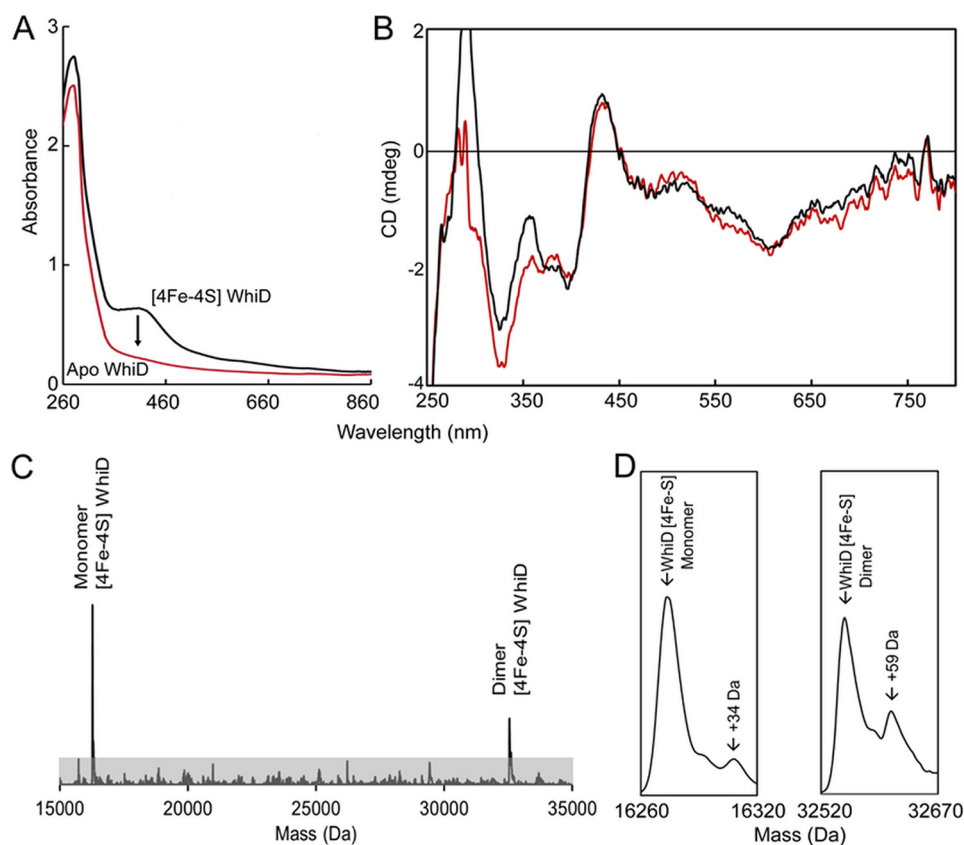 A
3
2
1
0
Absorbance
[4Fe-4S] WhiD
Apo WhiD
260
460
660
860
B
2
0
-2
-4
CD (mdeg)
250
350
450
550
650
750
Wavelength (nm)
C
Monomer
[4Fe-4S] WhiD
Dimer
[4Fe-4S] WhiD
15000
20000
25000
30000
35000
Mass (Da)
D
←WhiD [4Fe-S]
Monomer
← +34 Da
16260
16320
←WhiD [4Fe-S]
Dimer
← +59 Da
32520
32670
Mass (Da)